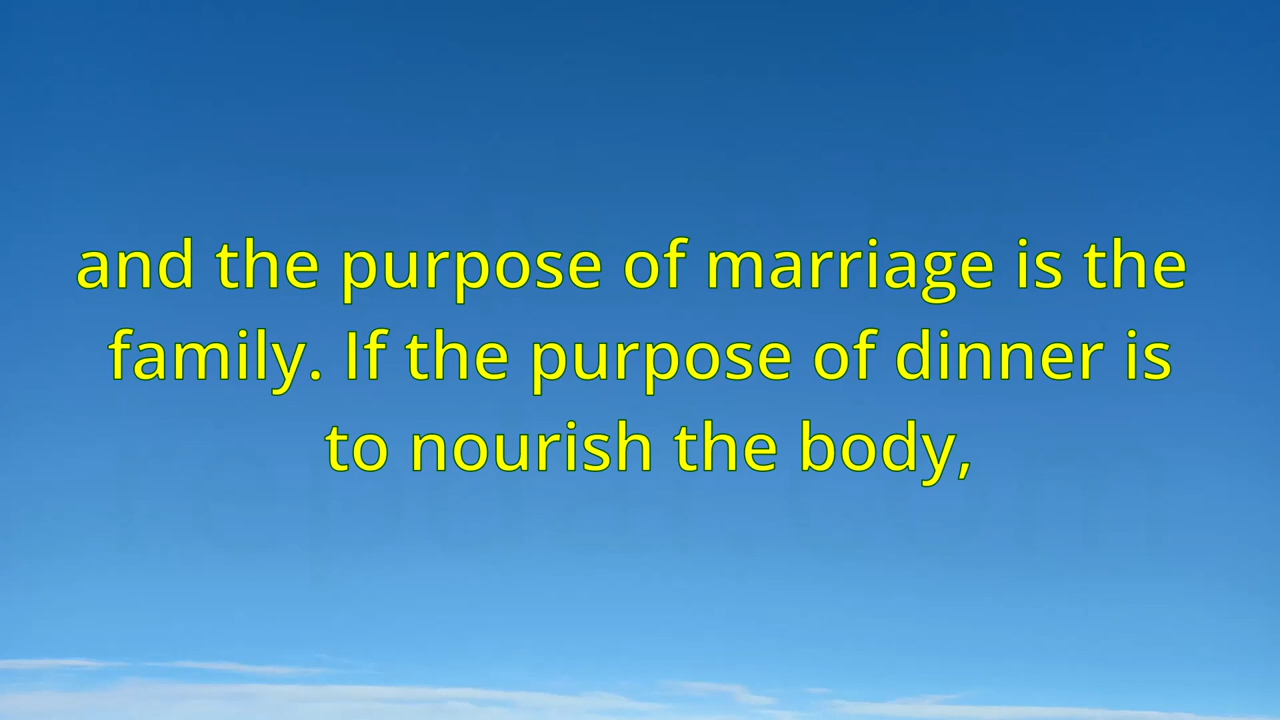 and the purpose of marriage is the
family. If the purpose of dinner is
to nourish the body,